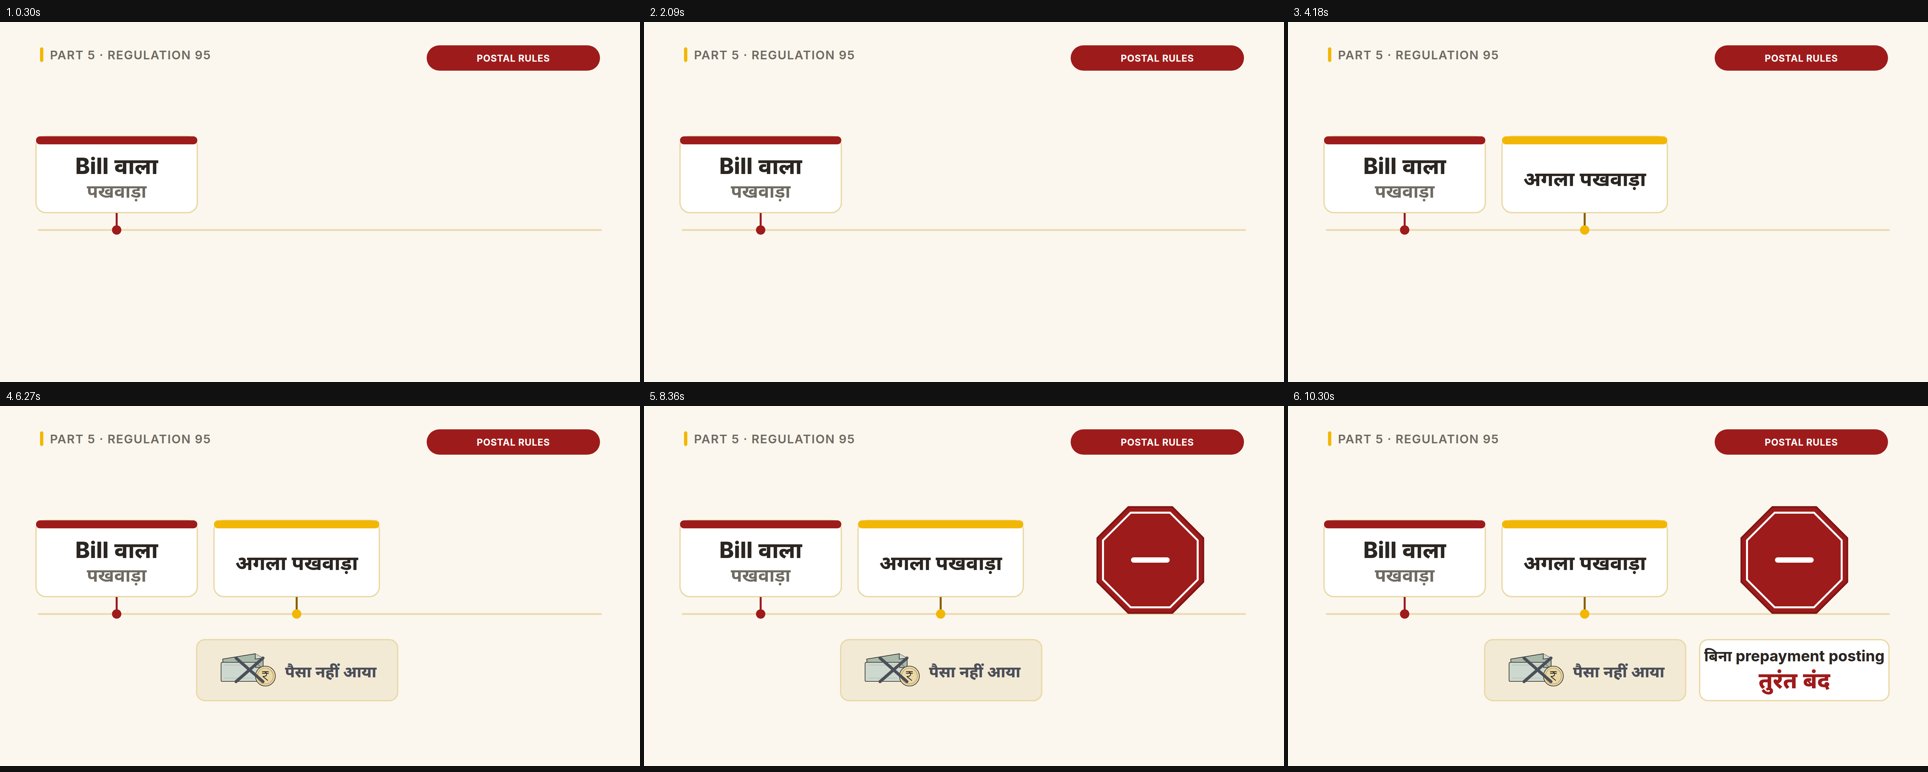 1. 0.30s
PART 5 · REGULATION 95
POSTAL RULES
Bill वाला
पखवाड़ा
2. 2.09s
PART 5 · REGULATION 95
POSTAL RULES
Bill वाला
पखवाड़ा
3. 4.18s
PART 5 · REGULATION 95
POSTAL RULES
Bill वाला
पखवाड़ा
अगला पखवाड़ा
4. 6.27s
PART 5 · REGULATION 95
POSTAL RULES
Bill वाला
पखवाड़ा
अगला पखवाड़ा
₹
पैसा नहीं आया
5. 8.36s
PART 5 · REGULATION 95
POSTAL RULES
Bill वाला
पखवाड़ा
अगला पखवाड़ा
₹
पैसा नहीं आया
6. 10.30s
PART 5 · REGULATION 95
POSTAL RULES
Bill वाला
पखवाड़ा
अगला पखवाड़ा
₹
पैसा नहीं आया
बिना prepayment posting
तुरंत बंद